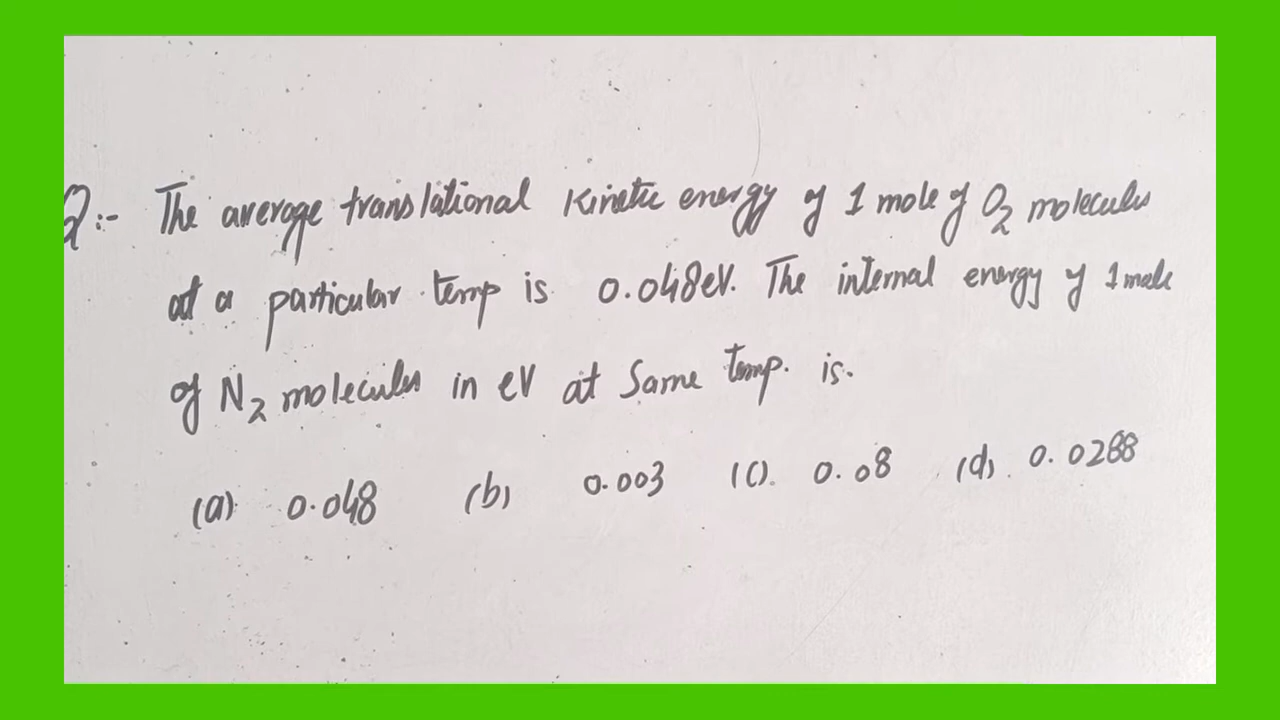 Q:- The average translational kinetic energy of 1 mole of O2 molecules
at a particular temp is 0.048eV. The internal energy of 1 mole
of N2 molecules in eV at Same temp. is.
(a) 0.048 (b) 0.003 (c). 0.08 (d). 0.0288